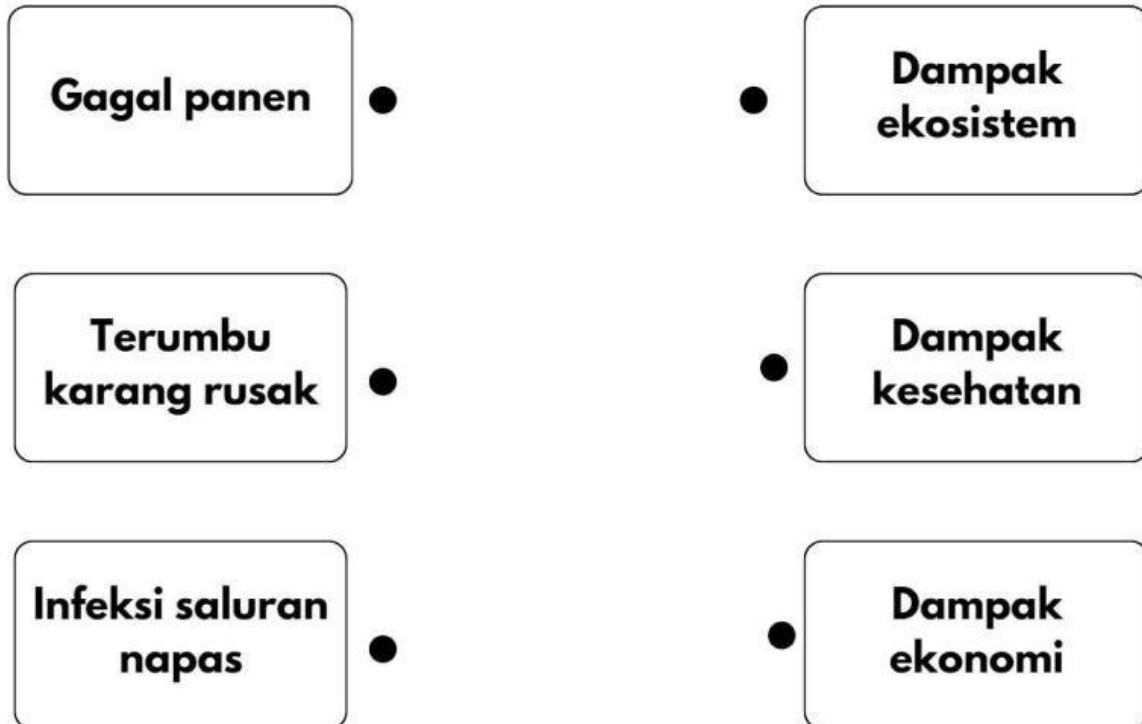 Gagal panen
Dampak
ekosistem
Terumbu
karang rusak
Dampak
kesehatan
Infeksi saluran
napas
Dampak
ekonomi